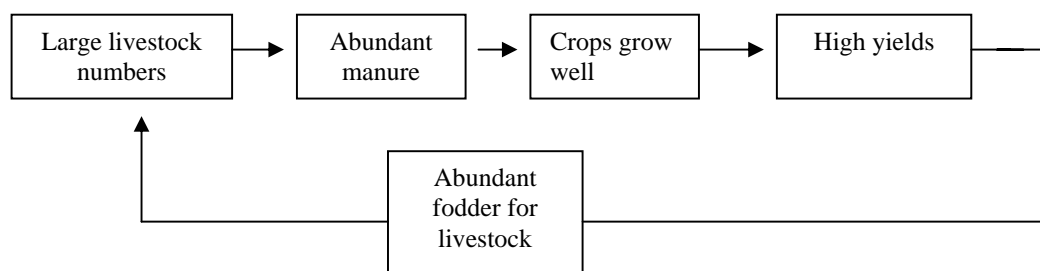 Large livestock
numbers
Abundant
manure
Crops grow
well
High yields
Abundant
fodder for
livestock